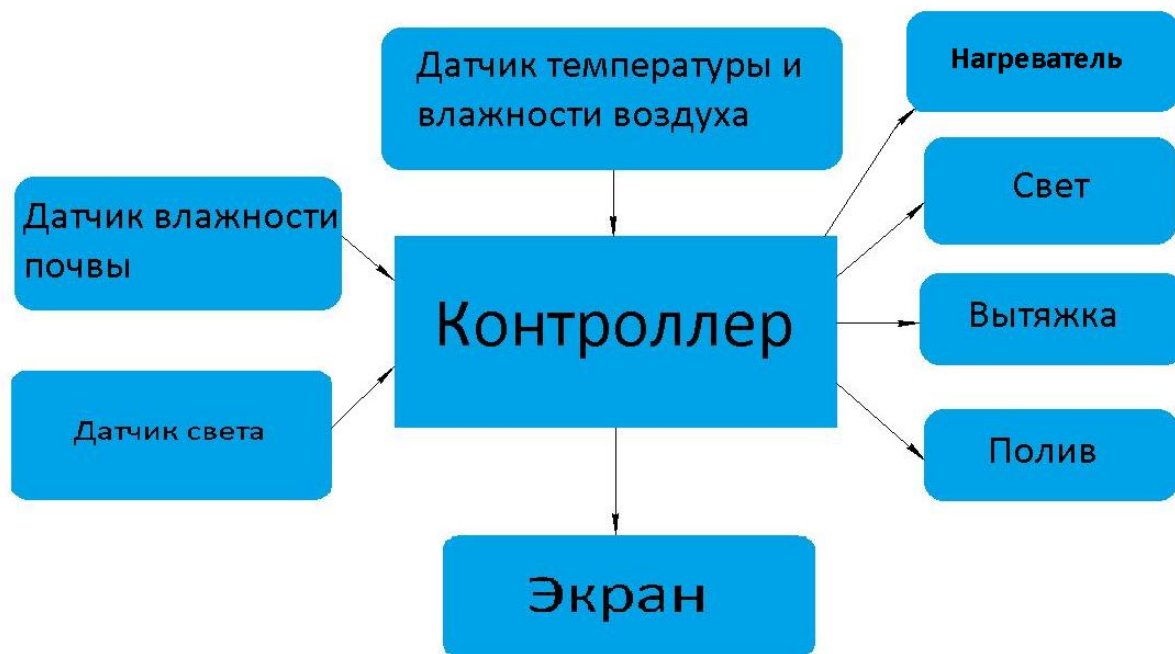 Датчик температуры и
влажности воздуха
Нагреватель
Датчик влажности
почвы
Свет
Контроллер
Вытяжка
Датчик света
Полив
Экран